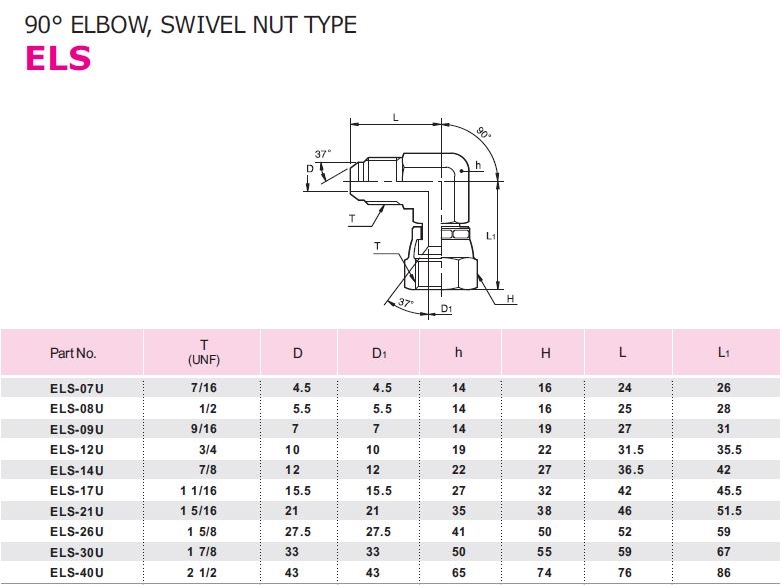 90° ELBOW, SWIVEL NUT TYPE
ELS
L
90°
37°
D
h
T
L1
T
37°
D1
H
Part No. T (UNF) D D1 h H L L1
ELS-07U 7/16 4.5 4.5 14 16 24 26
ELS-08U 1/2 5.5 5.5 14 16 25 28
ELS-09U 9/16 7 7 14 19 27 31
ELS-12U 3/4 10 10 19 22 31.5 35.5
ELS-14U 7/8 12 12 22 27 36.5 42
ELS-17U 1 1/16 15.5 15.5 27 32 42 45.5
ELS-21U 1 5/16 21 21 35 38 46 51.5
ELS-26U 1 5/8 27.5 27.5 41 50 52 59
ELS-30U 1 7/8 33 33 50 55 59 67
ELS-40U 2 1/2 43 43 65 74 76 86